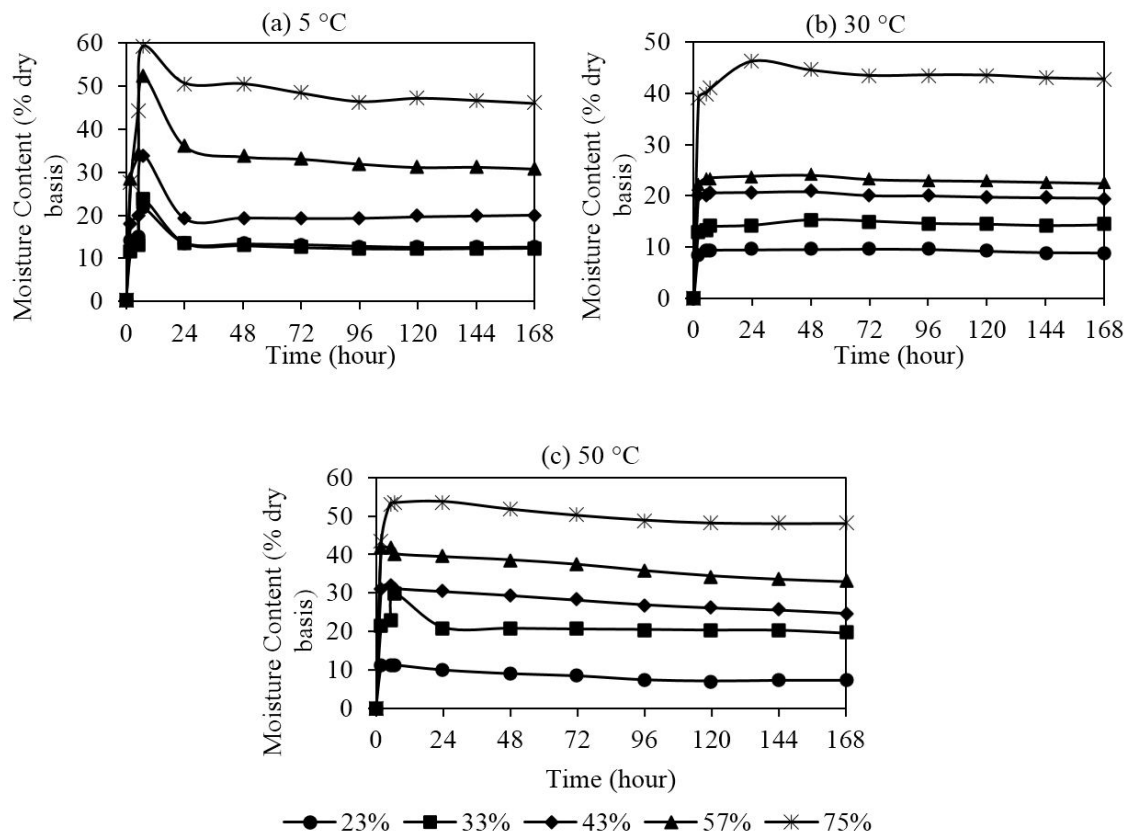 (a) 5 °C
Moisture Content (% dry
basis)
60
50
40
30
20
10
0
0 24 48 72 96 120 144 168
Time (hour)
(b) 30 °C
Moisture Content (% dry
basis)
50
40
30
20
10
0
0 24 48 72 96 120 144 168
Time (hour)
(c) 50 °C
Moisture Content (% dry
basis)
60
50
40
30
20
10
0
0 24 48 72 96 120 144 168
Time (hour)
23% 33% 43% 57% 75%